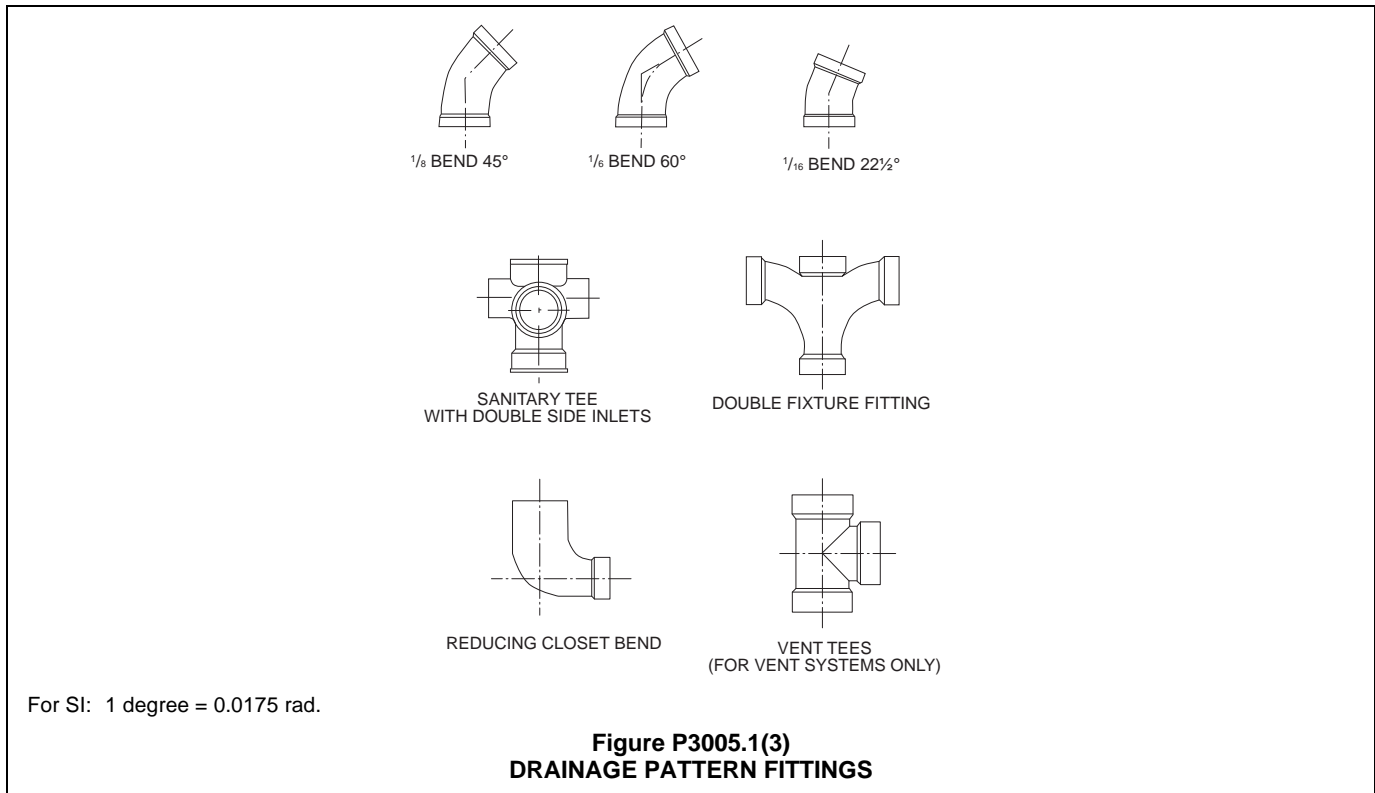 1/8 BEND 45°
1/6 BEND 60°
1/16 BEND 22½°
SANITARY TEE
WITH DOUBLE SIDE INLETS
DOUBLE FIXTURE FITTING
REDUCING CLOSET BEND
VENT TEES
(FOR VENT SYSTEMS ONLY)
For SI: 1 degree = 0.0175 rad.
Figure P3005.1(3)
DRAINAGE PATTERN FITTINGS